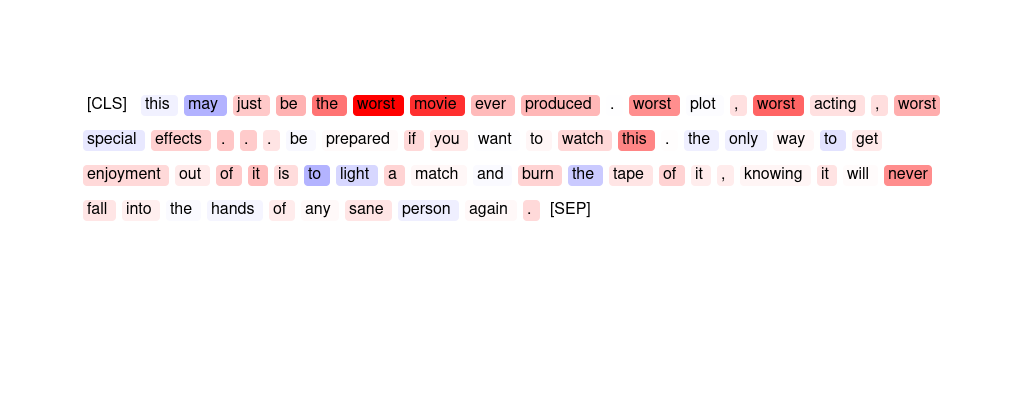 [CLS] this may just be the worst movie ever produced . worst plot , worst acting , worst
special effects . . . be prepared if you want to watch this . the only way to get
enjoyment out of it is to light a match and burn the tape of it , knowing it will never
fall into the hands of any sane person again . [SEP]